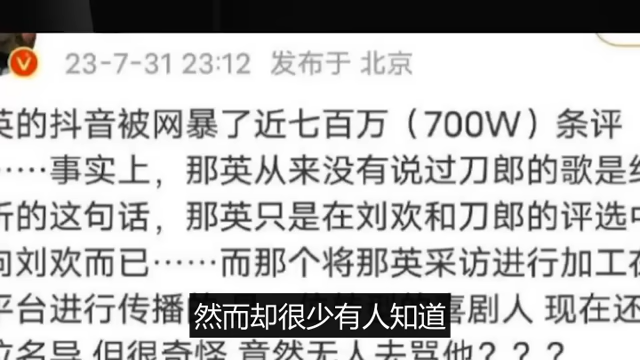 23-7-31 23:12 发布于 北京
英的抖音被网暴了近七百万（700W）条评
……事实上，那英从来没有说过刀郎的歌是
听的这句话，那英只是在刘欢和刀郎的评选中
向刘欢而已……而那个将那英采访进行加工在
平台进行传播的
喜剧人 现在还
然而却很少有人知道
位名导 但很奇怪 竟然无人去骂他？？？